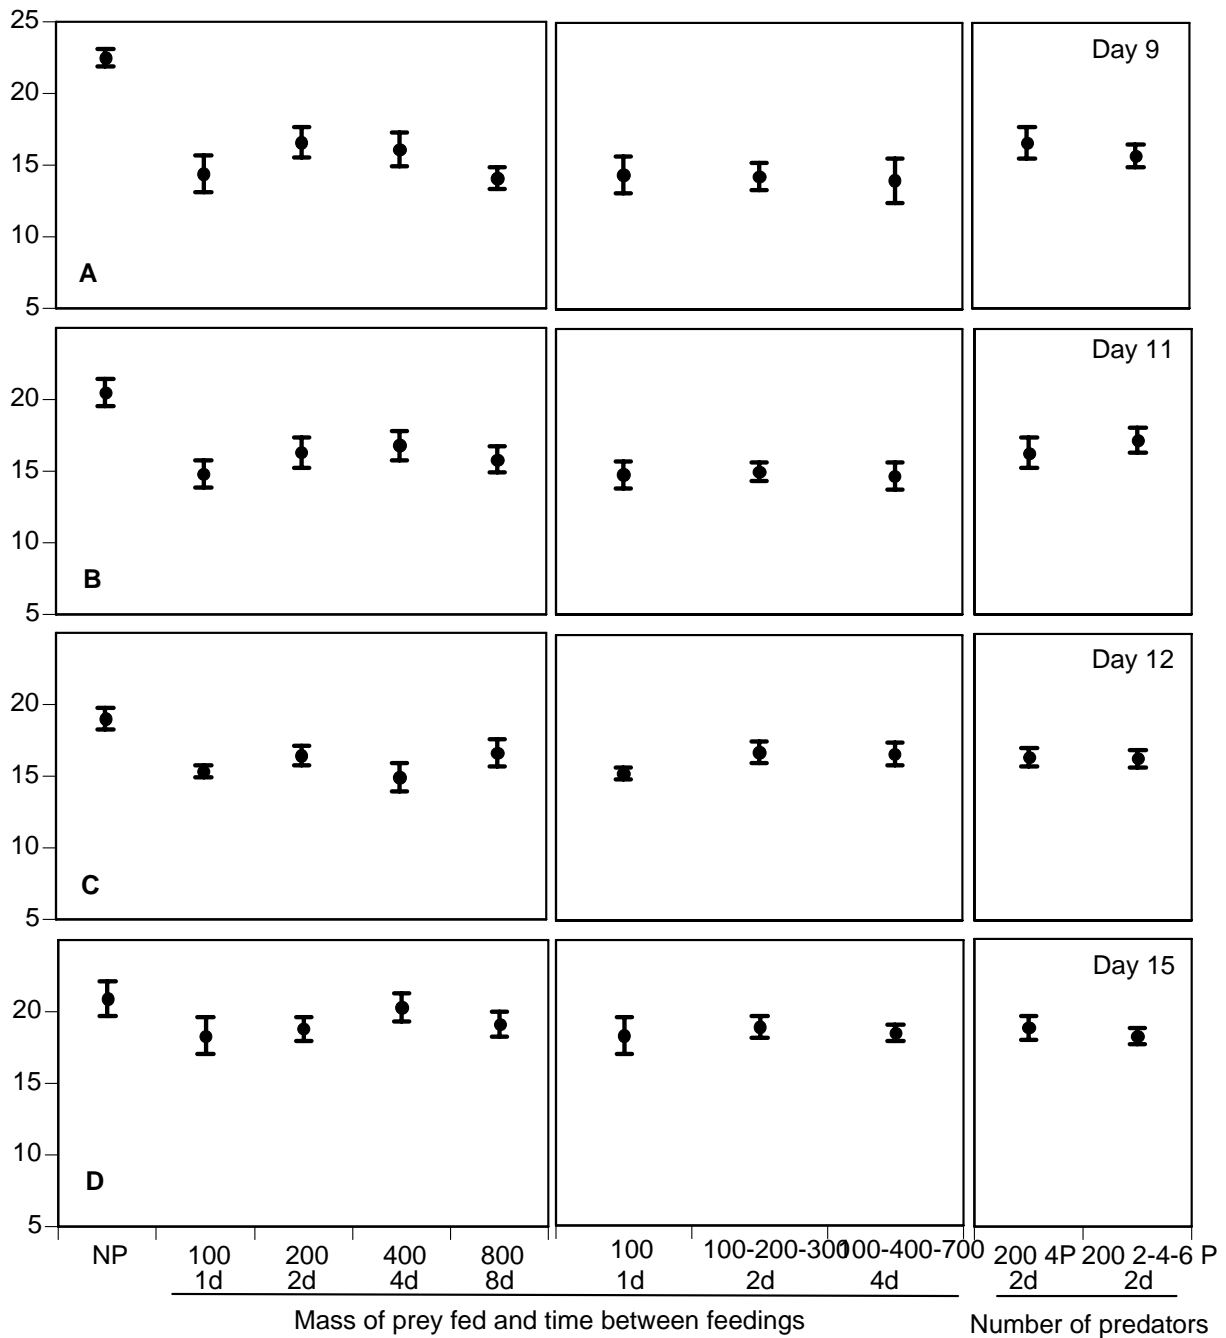 25
20
15
10
5
A
Day 9
20
15
10
5
B
Day 11
20
15
10
5
C
Day 12
20
15
10
5
D
Day 15
NP 100 200 400 800 100 100-200-300 100-400-700 200 4P 200 2-4-6 P
1d 2d 4d 8d 1d 2d 4d 2d 2d
Mass of prey fed and time between feedings
Number of predators